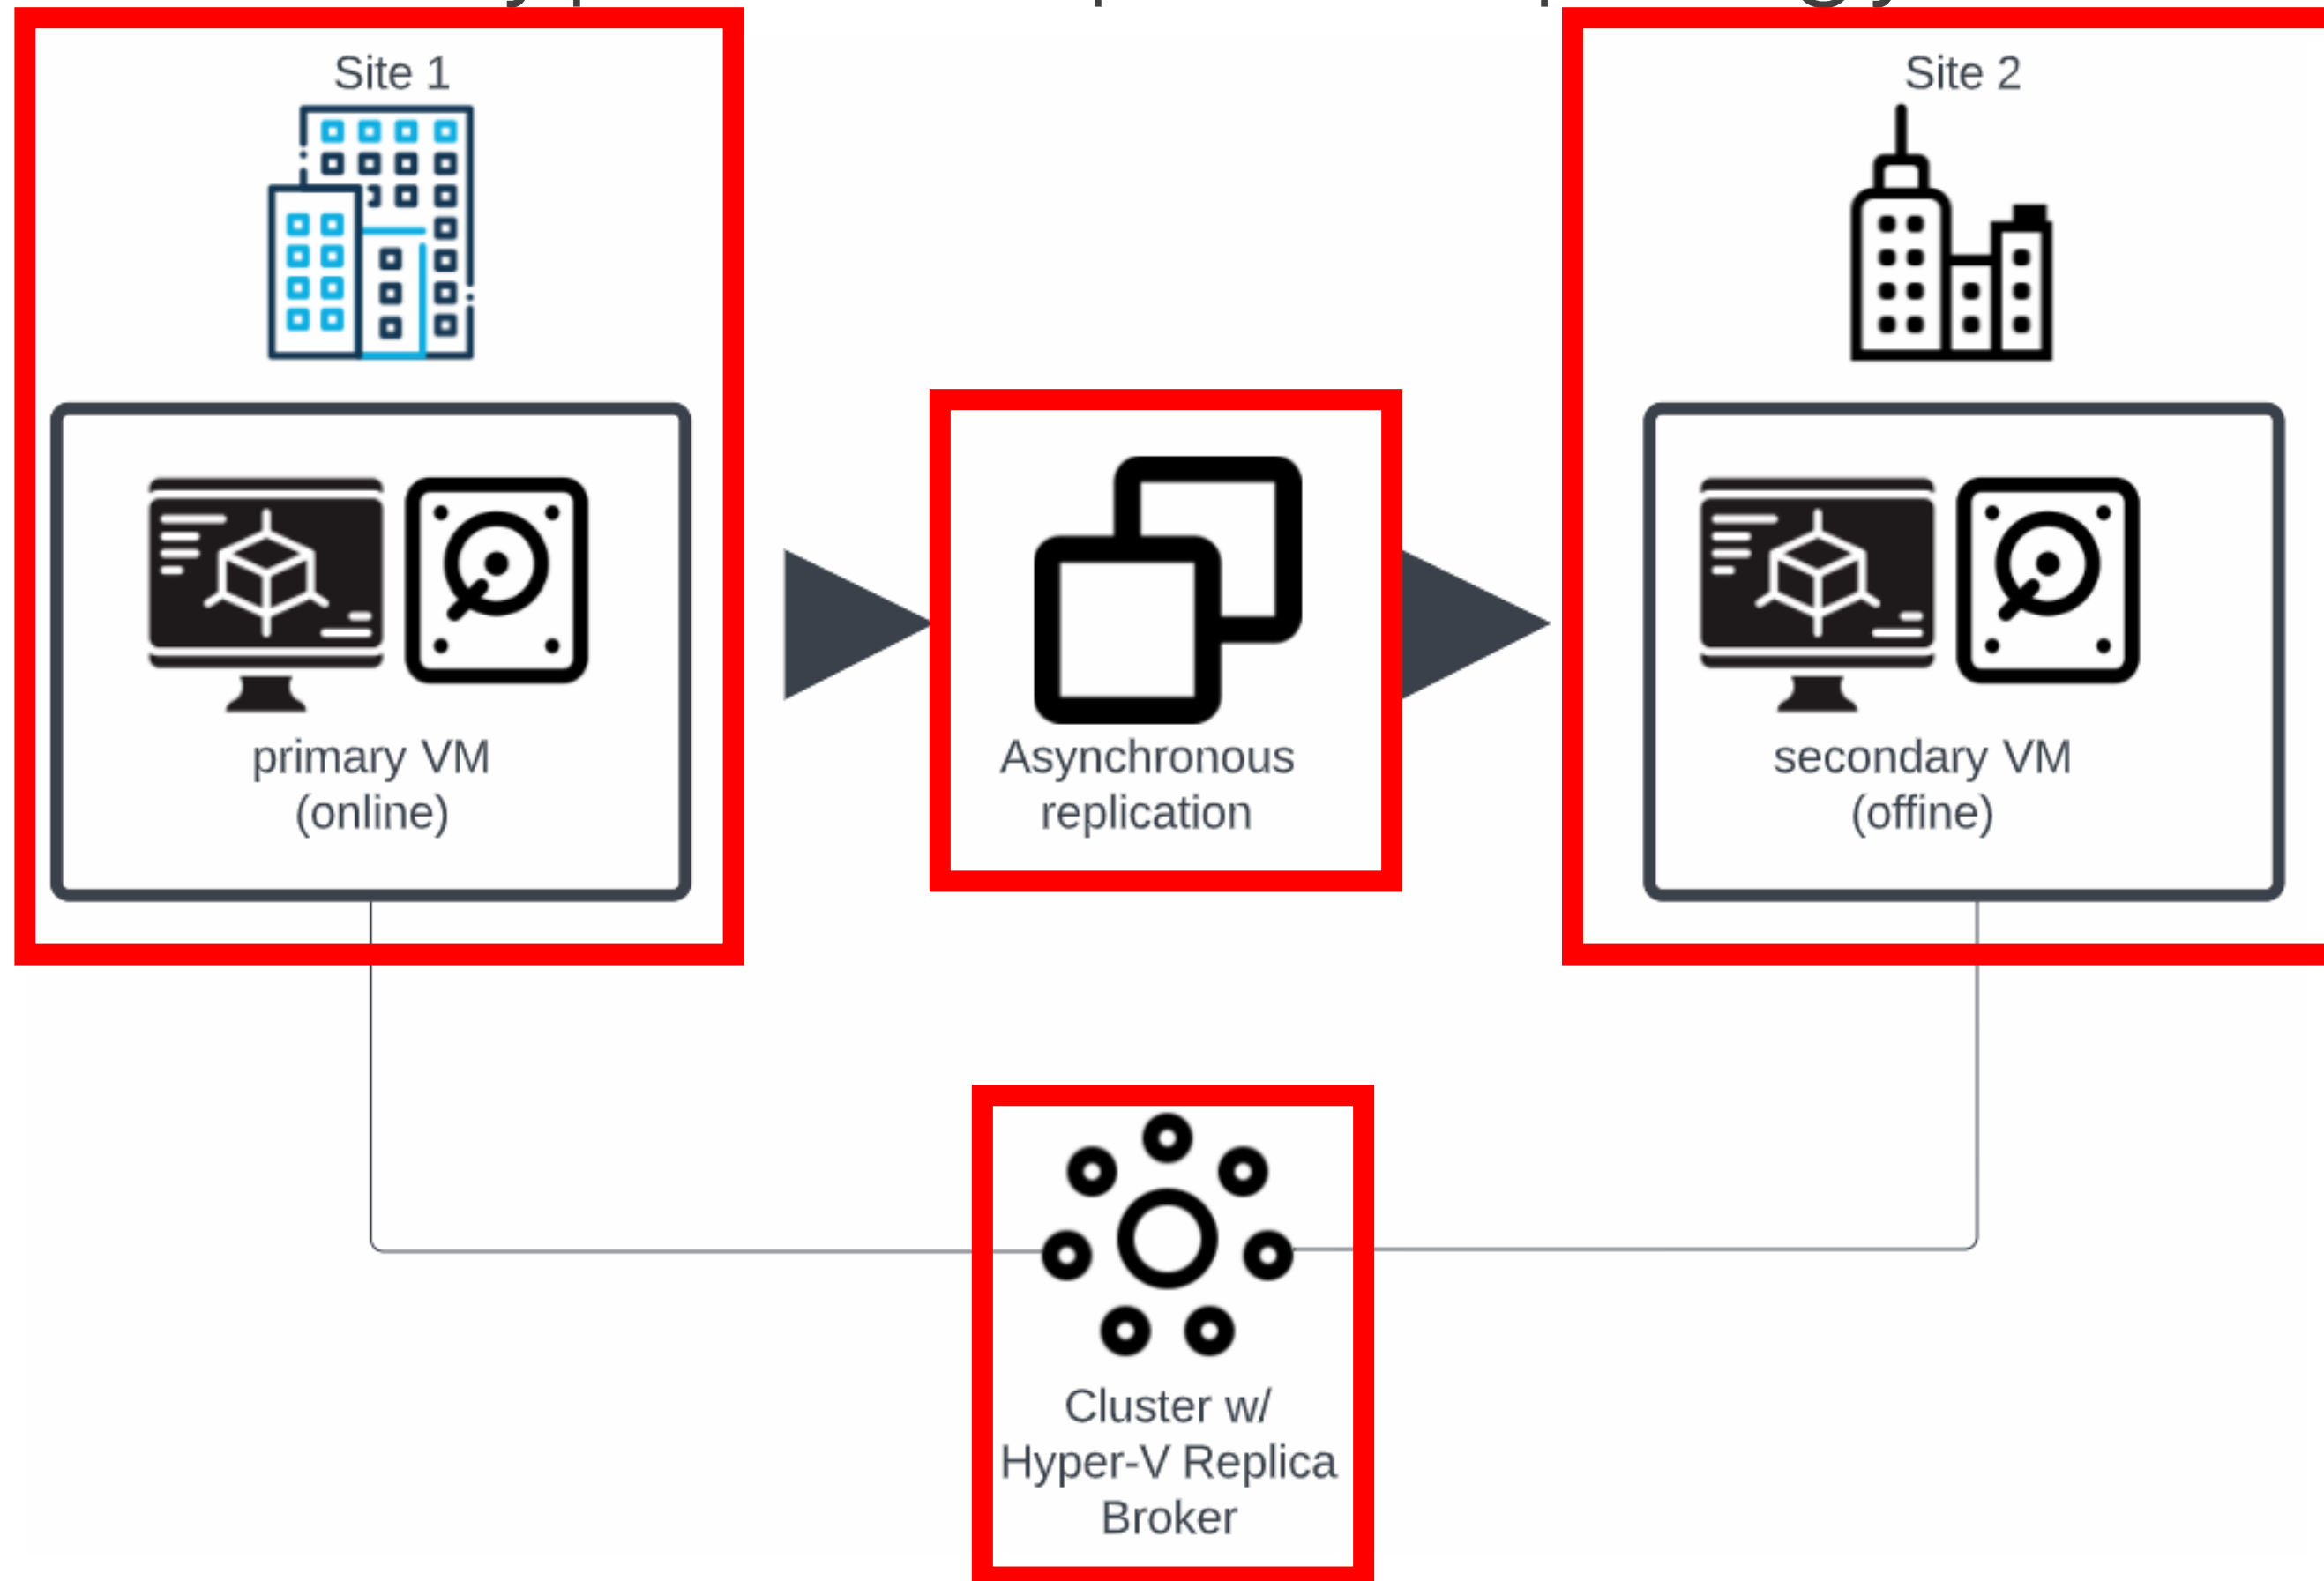 Site 1
Site 2
primary VM
(online)
Asynchronous
replication
secondary VM
(offine)
Cluster w/
Hyper-V Replica
Broker